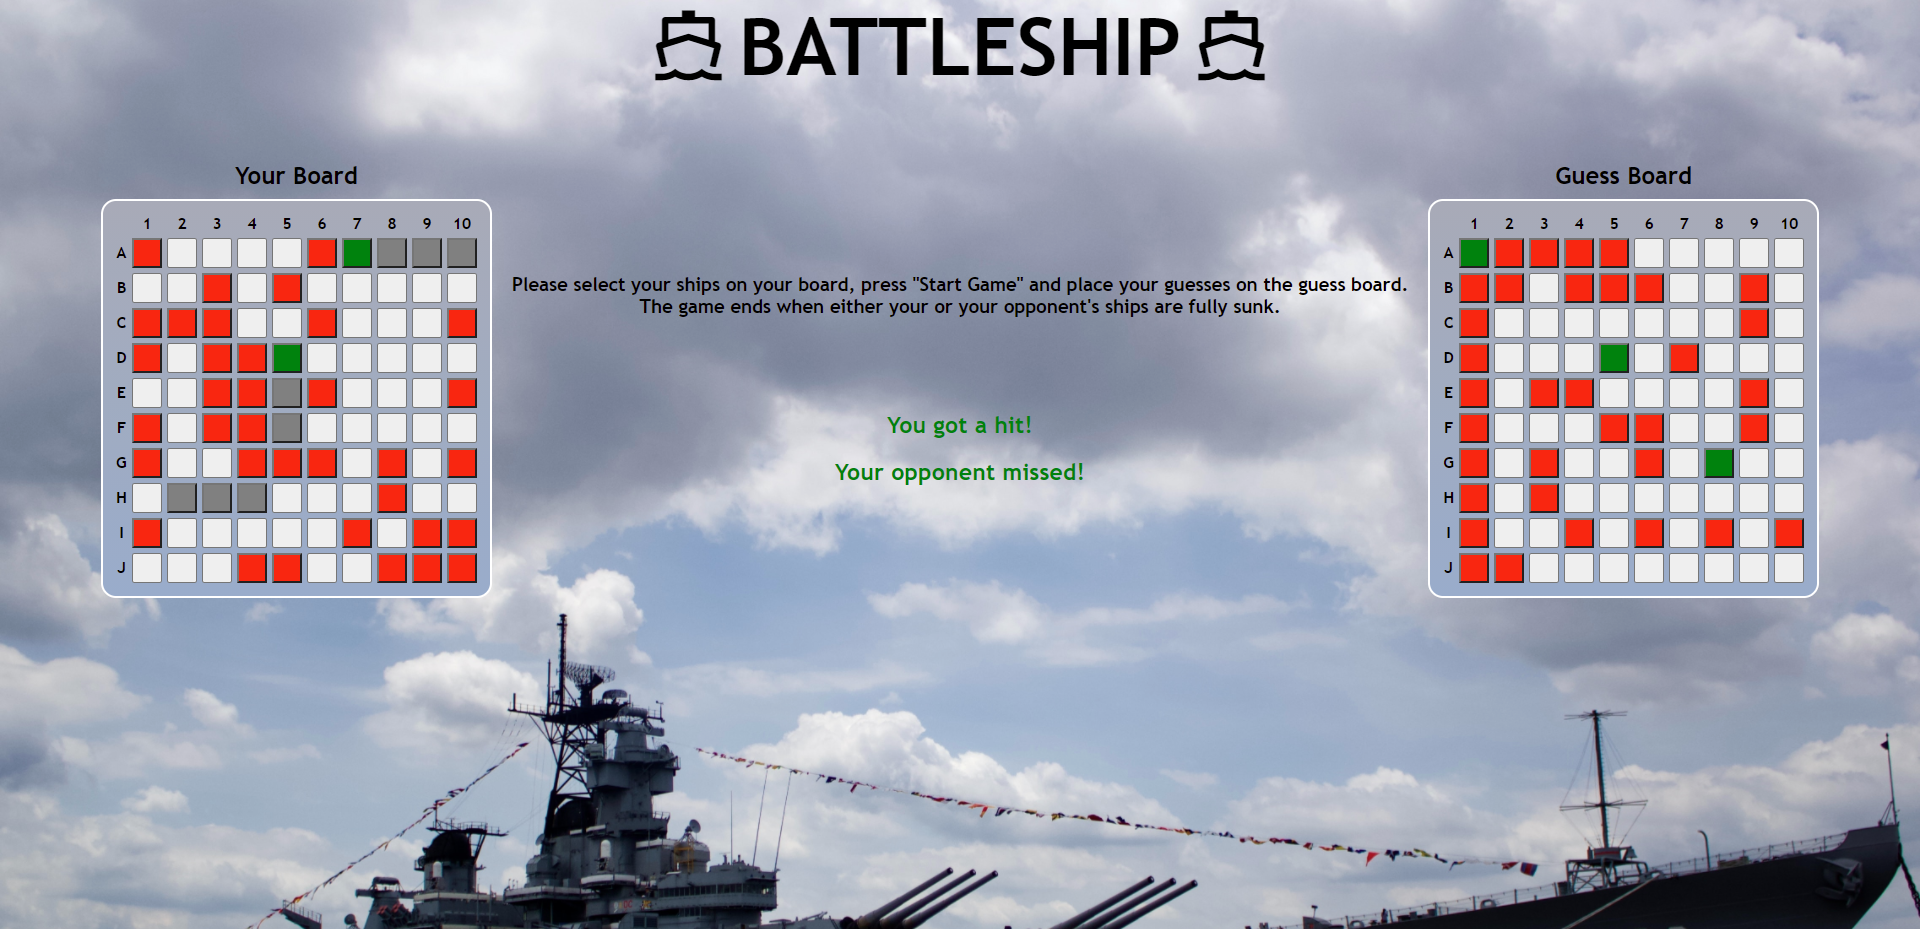 BATTLESHIP
Your Board
1 2 3 4 5 6 7 8 9 10
A
B
C
D
E
F
G
H
I
J
Please select your ships on your board, press "Start Game" and place your guesses on the guess board.
The game ends when either your or your opponent's ships are fully sunk.
You got a hit!
Your opponent missed!
Guess Board
1 2 3 4 5 6 7 8 9 10
A
B
C
D
E
F
G
H
I
J